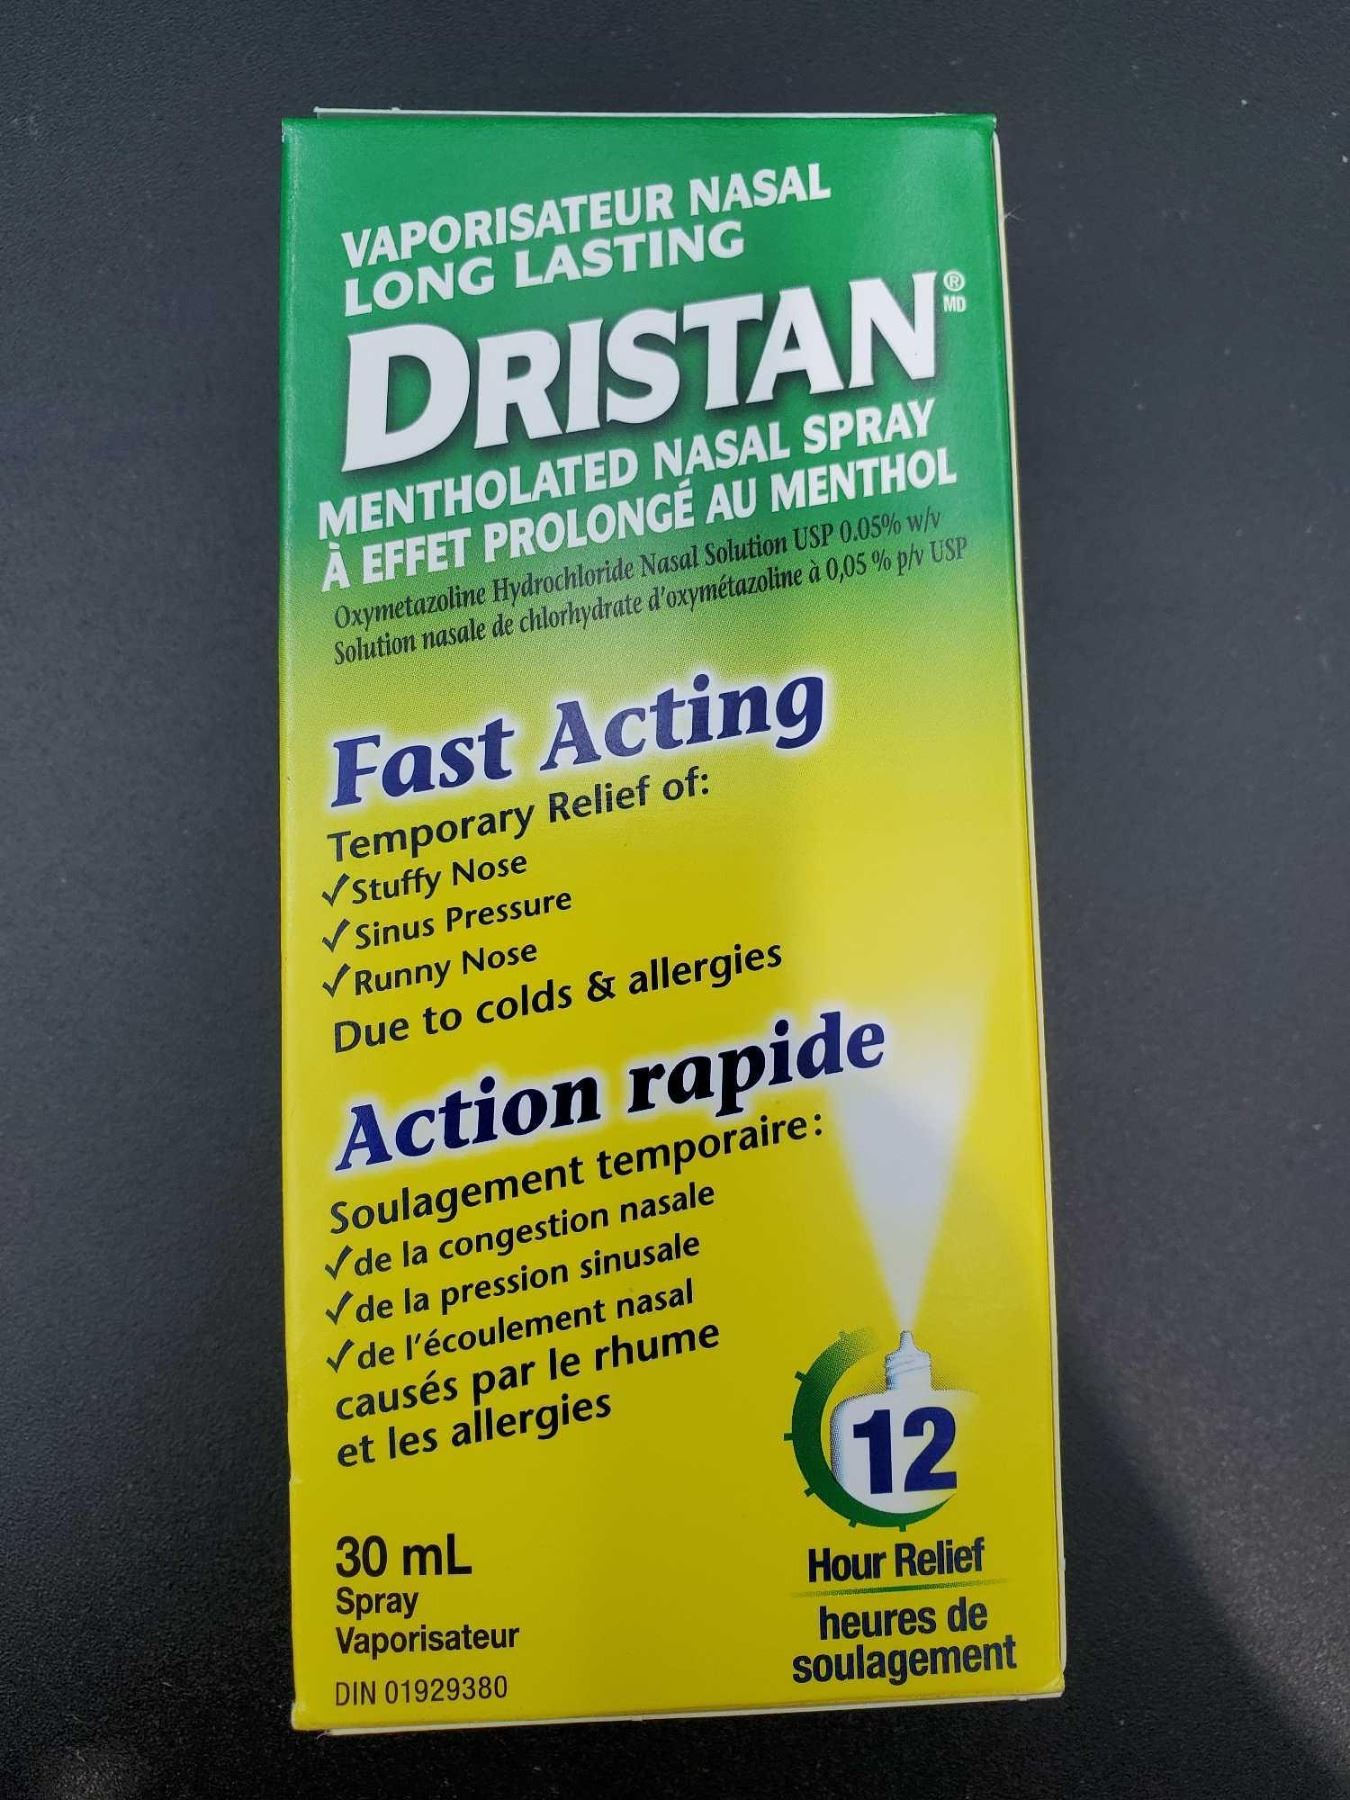 VAPORISATEUR NASAL
LONG LASTING
DRISTAN®
MD
MENTHOLATED NASAL SPRAY
À EFFET PROLONGÉ AU MENTHOL
Oxymetazoline Hydrochloride Nasal Solution USP 0.05% w/v
Solution nasale de chlorhydrate d'oxymétazoline à 0,05 % p/v USP
Fast Acting
Temporary Relief of:
✓Stuffy Nose
✓Sinus Pressure
✓Runny Nose
Due to colds & allergies
Action rapide
Soulagement temporaire:
✓de la congestion nasale
✓de la pression sinusale
✓de l'écoulement nasal
causés par le rhume
et les allergies
12
Hour Relief
heures de
soulagement
30 mL
Spray
Vaporisateur
DIN 01929380